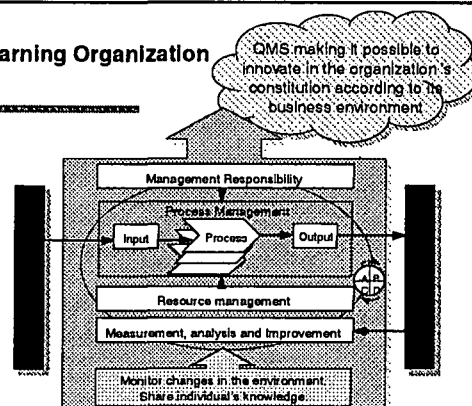 arning Organization
QMS making it possible to
innovate in the organization's
constitution according to its
business environment
Management Responsibility
Process Management
Input
Process
Output
A P
C D
Resource management
Measurement, analysis and Improvement
Monitor changes in the environment.
Share individual's knowledge.